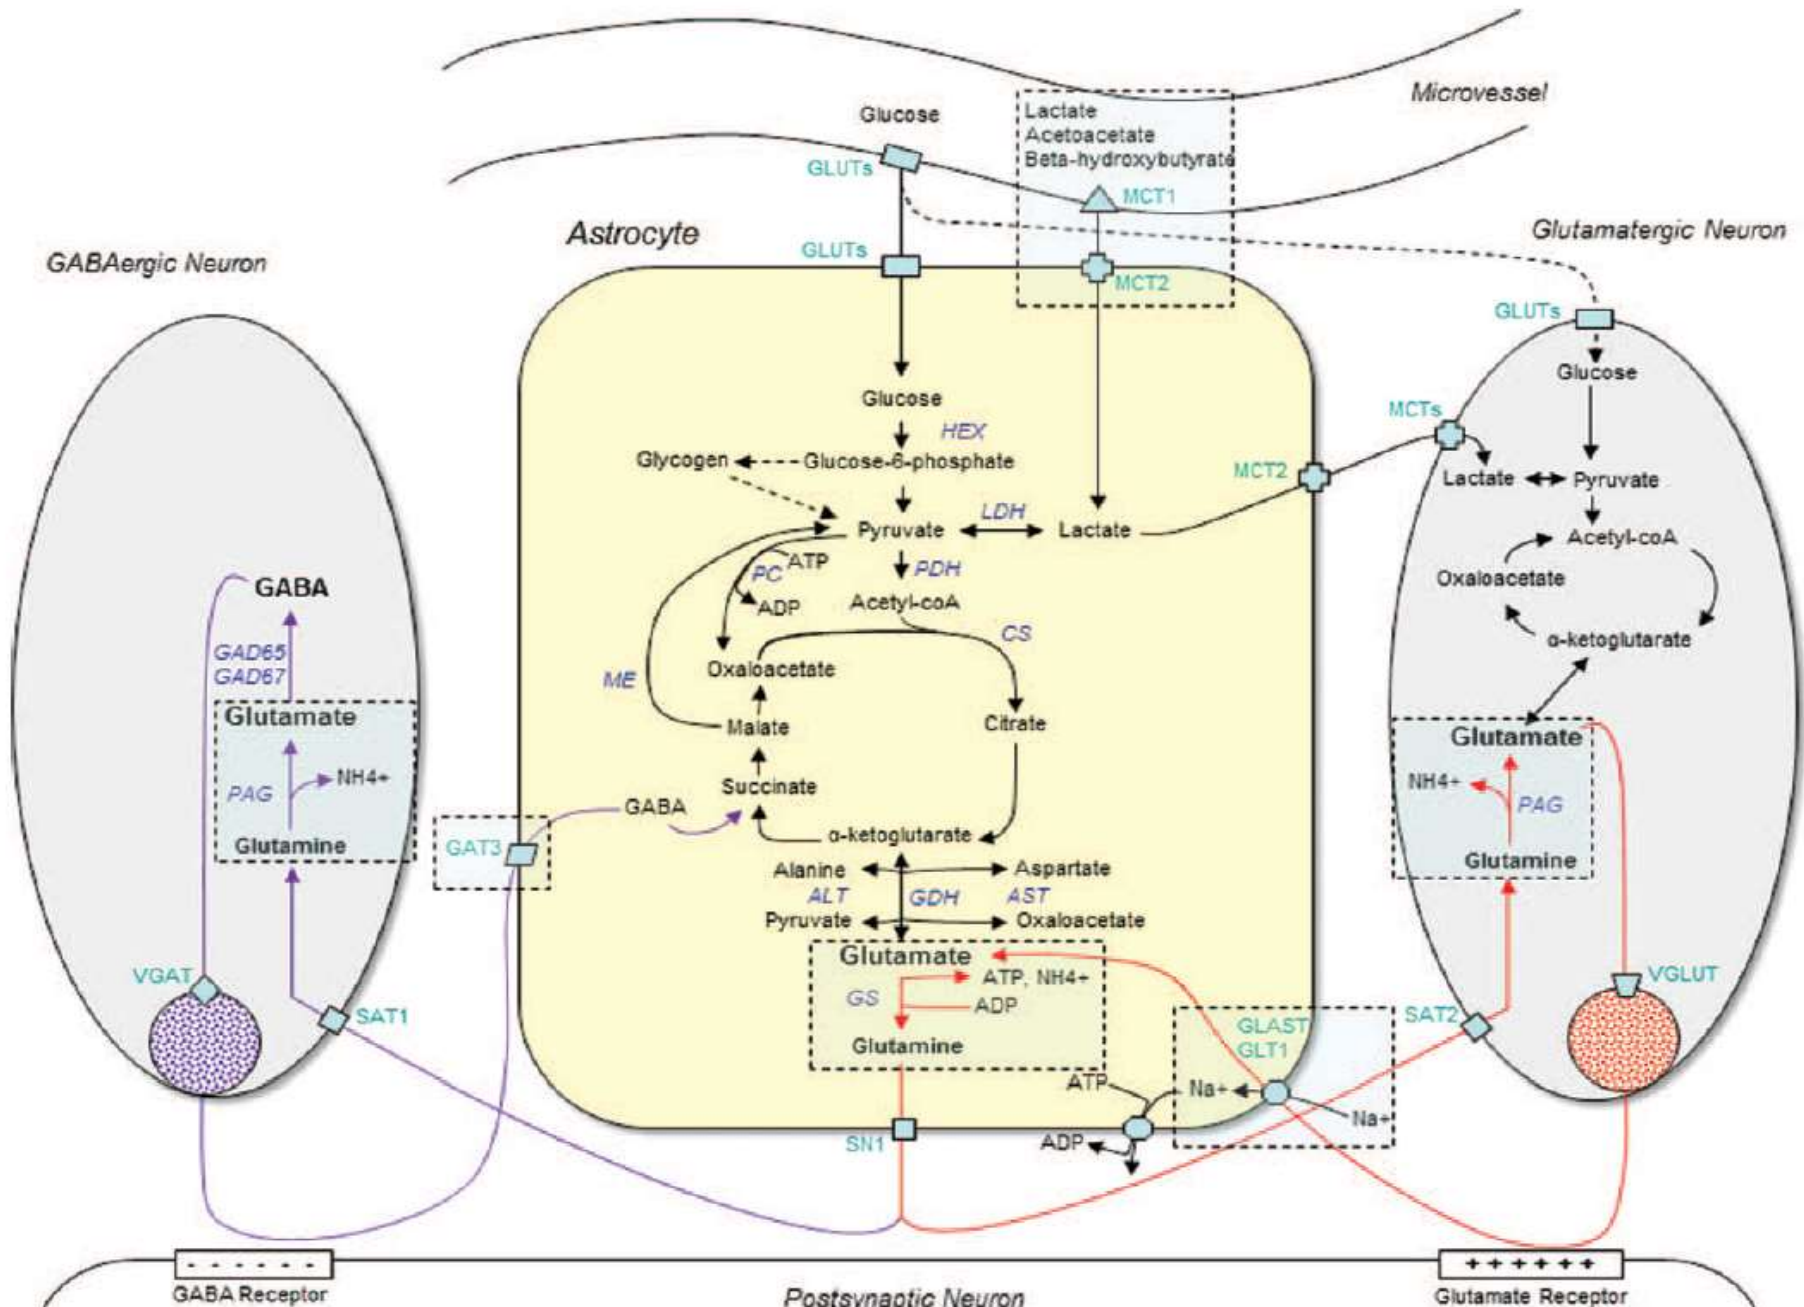 Microvessel
Glucose
Lactate
Acetoacetate
Beta-hydroxybutyrate
GLUTs
MCT1
Astrocyte
GLUTs
MCT2
GABAergic Neuron
Glutamatergic Neuron
GLUTs
Glucose
MCTs
Lactate
Pyruvate
Acetyl-coA
Oxaloacetate
α-ketoglutarate
Glutamate
NH4+
PAG
Glutamine
SAT2
VGLUT
Glucose
HEX
Glycogen
Glucose-6-phosphate
Pyruvate
LDH
Lactate
MCT2
PC
ATP
ADP
PDH
Acetyl-coA
CS
Oxaloacetate
ME
Malate
Citrate
Succinate
GABA
α-ketoglutarate
Alanine
Aspartate
ALT
GDH
AST
Pyruvate
Oxaloacetate
Glutamate
ATP, NH4+
GS
ADP
Glutamine
GLAST
GLT1
ATP
Na+
Na+
ADP
SN1
GAT3
GABA
GAD65
GAD67
Glutamate
NH4+
PAG
Glutamine
VGAT
SAT1
- - - - - -
GABA Receptor
Postsynaptic Neuron
+ + + + + +
Glutamate Receptor